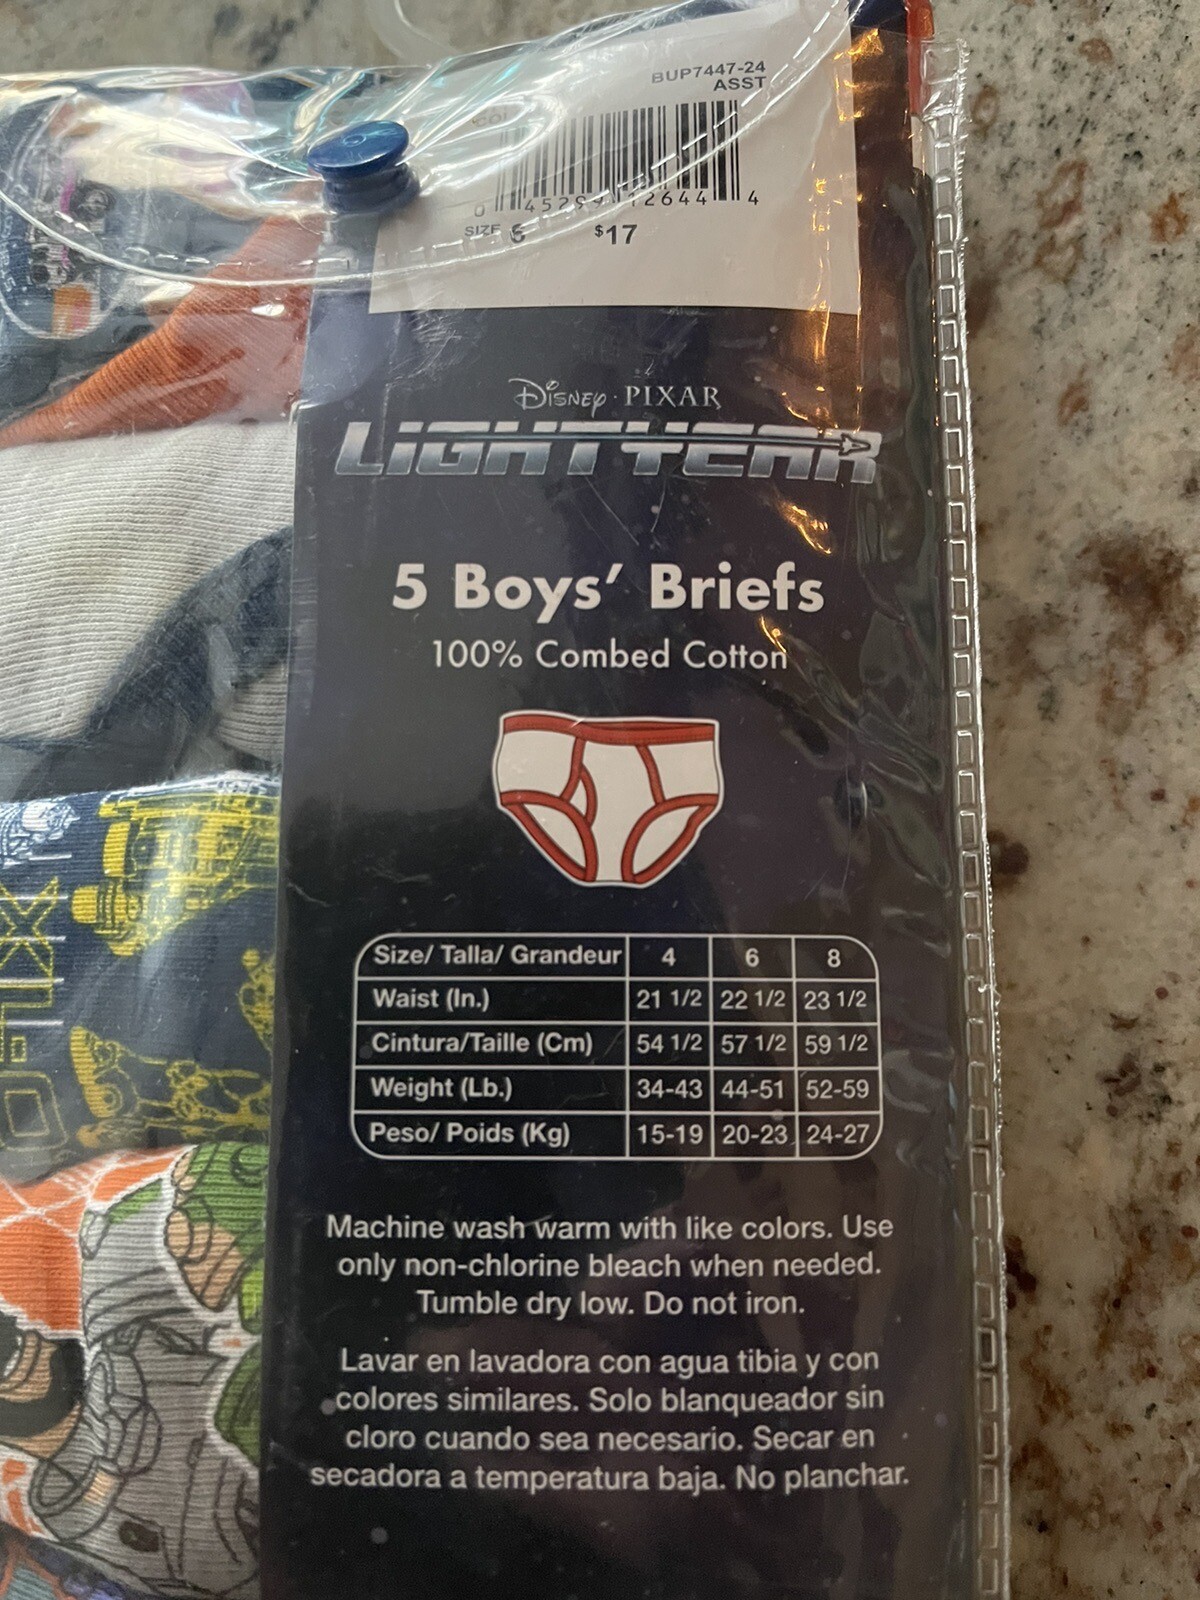 BUP7447-24
ASST
SIZE 6 $17
Disney · PIXAR
LIGHTYEAR
5 Boys’ Briefs
100% Combed Cotton
Size/ Talla/ Grandeur 4 6 8
Waist (In.) 21 1/2 22 1/2 23 1/2
Cintura/Taille (Cm) 54 1/2 57 1/2 59 1/2
Weight (Lb.) 34-43 44-51 52-59
Peso/ Poids (Kg) 15-19 20-23 24-27
Machine wash warm with like colors. Use
only non-chlorine bleach when needed.
Tumble dry low. Do not iron.
Lavar en lavadora con agua tibia y con
colores similares. Solo blanqueador sin
cloro cuando sea necesario. Secar en
secadora a temperatura baja. No planchar.